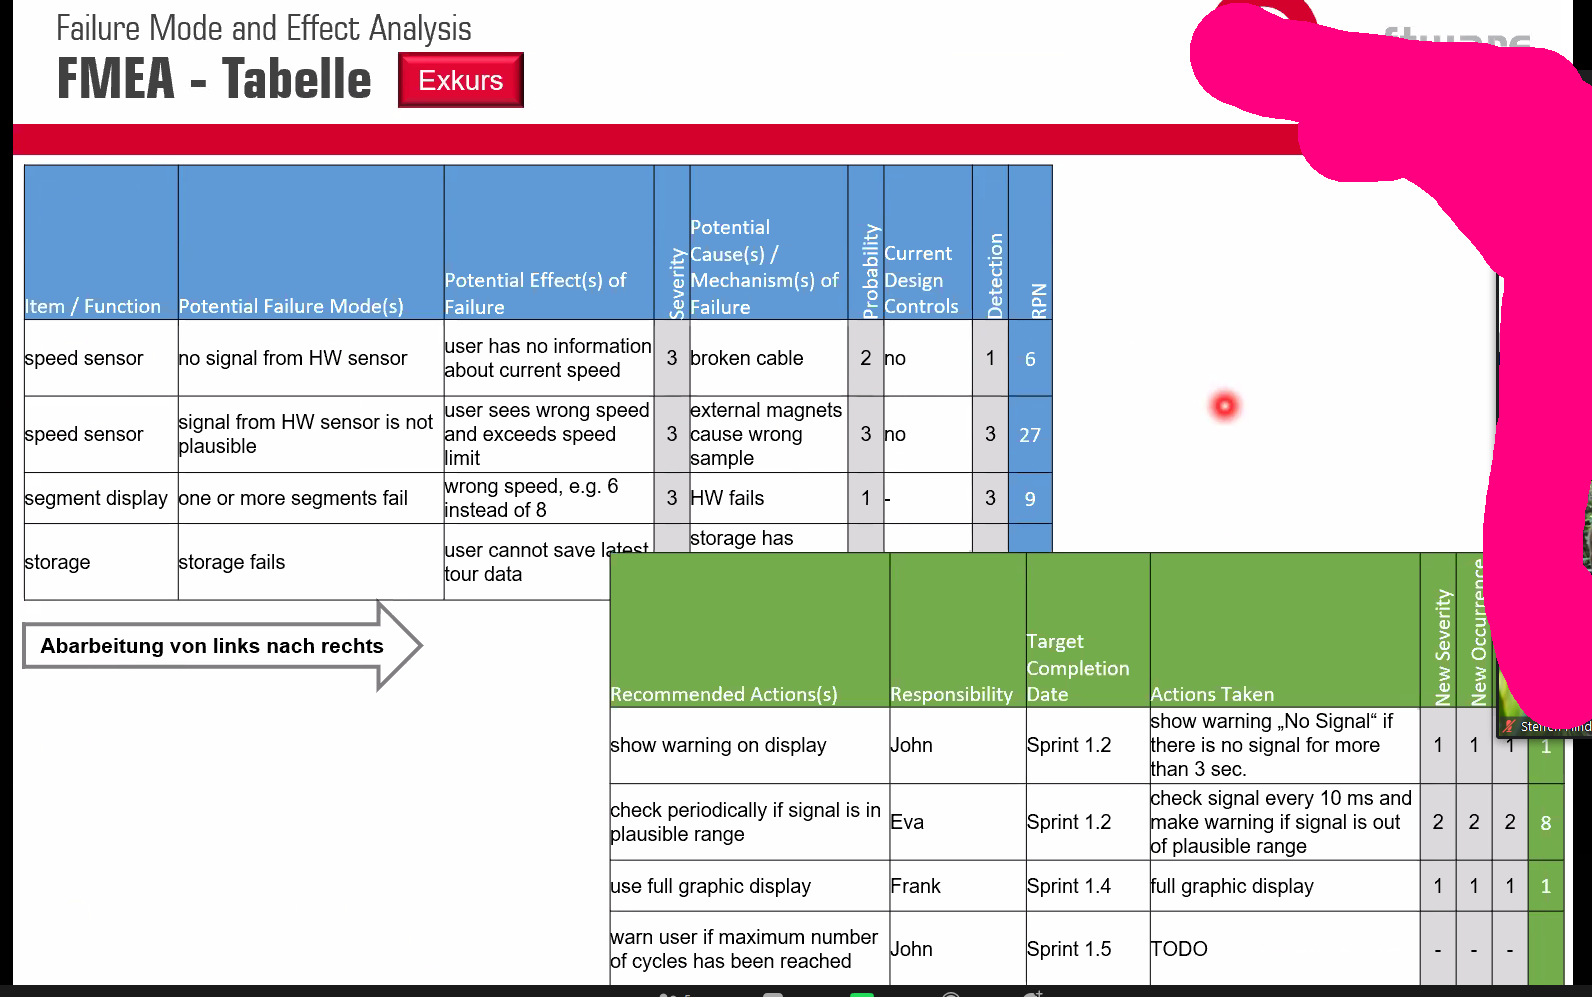 Failure Mode and Effect Analysis
FMEA - Tabelle
Exkurs
Item / Function
Potential Failure Mode(s)
Potential Effect(s) of
Failure
Severity
Potential
Cause(s) /
Mechanism(s) of
Failure
Probability
Current
Design
Controls
Detection
RPN
speed sensor
no signal from HW sensor
user has no information
about current speed
3
broken cable
2
no
1
6
speed sensor
signal from HW sensor is not
plausible
user sees wrong speed
and exceeds speed
limit
3
external magnets
cause wrong
sample
3
no
3
27
segment display
one or more segments fail
wrong speed, e.g. 6
instead of 8
3
HW fails
1
-
3
9
storage
storage fails
user cannot save latest
tour data
storage has
Abarbeitung von links nach rechts
Recommended Actions(s)
Responsibility
Target
Completion
Date
Actions Taken
New Severity
New Occurrence
show warning on display
John
Sprint 1.2
show warning „No Signal“ if
there is no signal for more
than 3 sec.
1
1
1
1
check periodically if signal is in
plausible range
Eva
Sprint 1.2
check signal every 10 ms and
make warning if signal is out
of plausible range
2
2
2
8
use full graphic display
Frank
Sprint 1.4
full graphic display
1
1
1
1
warn user if maximum number
of cycles has been reached
John
Sprint 1.5
TODO
-
-
-